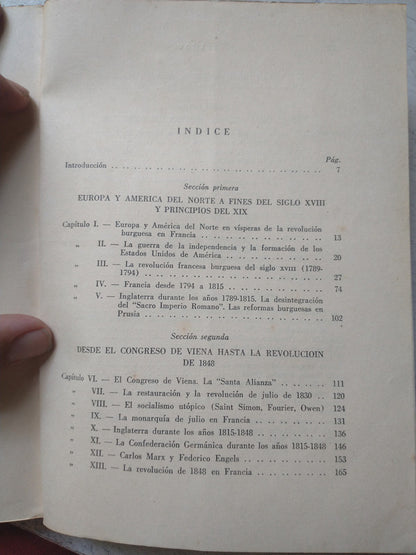 INDICE
Pág.
Introducción .. .. .. .. .. .. .. .. .. .. .. .. .. .. .. .. .. 7
Sección primera
EUROPA Y AMERICA DEL NORTE A FINES DEL SIGLO XVIII
Y PRINCIPIOS DEL XIX
Capítulo I. — Europa y América del Norte en vísperas de la revolución
burguesa en Francia .. .. .. .. .. .. .. .. .. .. 13
„ II. — La guerra de la independencia y la formación de los
Estados Unidos de América .. .. .. .. .. .. .. .. 20
„ III. — La revolución francesa burguesa del siglo XVIII (1789-
1794) .. .. .. .. .. .. .. .. .. .. .. .. .. .. 27
„ IV. — Francia desde 1794 a 1815 .. .. .. .. .. .. .. .. 74
„ V. — Inglaterra durante los años 1789-1815. La desintegración
del "Sacro Imperio Romano". Las reformas burguesas en
Prusia .. .. .. .. .. .. .. .. .. .. .. .. .. .. 102
Sección segunda
DESDE EL CONGRESO DE VIENA HASTA LA REVOLUCIOIN
DE 1848
Capítulo VI. — El Congreso de Viena. La "Santa Alianza" .. .. .. 111
„ VII. — La restauración y la revolución de julio de 1830 .. .. 120
„ VIII. — El socialismo utópico (Saint Simon, Fourier, Owen) 124
„ IX. — La monarquía de julio en Francia .. .. .. .. .. .. 131
„ X. — Inglaterra durante los años 1815-1848 .. .. .. .. .. 136
„ XI. — La Confederación Germánica durante los años 1815-1848 146
„ XII. — Carlos Marx y Federico Engels .. .. .. .. .. .. .. 153
„ XIII. — La revolución de 1848 en Francia .. .. .. .. .. .. 165